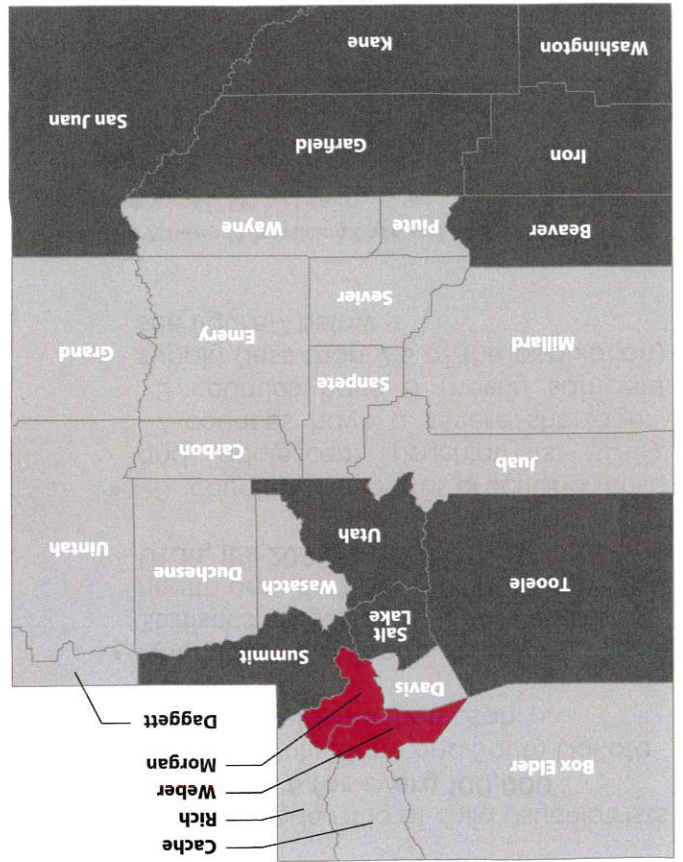 Cache
Rich
Weber
Morgan
Daggett
Box Elder
Davis
Summit
Salt
Lake
Tooele
Utah
Wasatch
Duchesne
Uintah
Juab
Carbon
Sanpete
Millard
Sevier
Emery
Grand
Beaver
Piute
Wayne
Iron
Garfield
San Juan
Washington
Kane